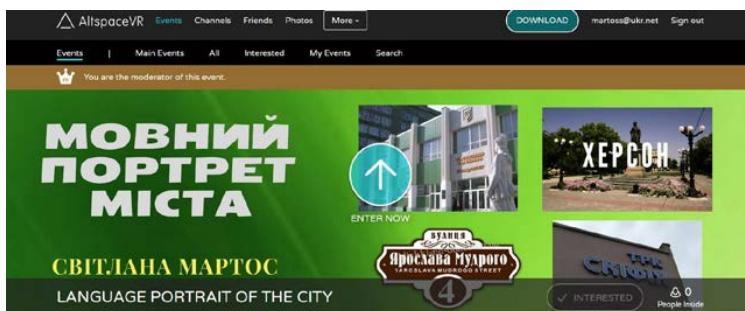 AltspaceVR Events Channels Friends Photos More DOWNLOAD martoss@ukr.net Sign out
Events | Main Events All Interested My Events Search
You are the moderator of this event.
МОВНИЙ
ПОРТРЕТ
МІСТА
ХЕРСОН
ENTER NOW
ВУЛИЦЯ
Ярослава Мудрого
YAROSLAVA MUDROGO STREET
4
ТРК
СКІФІЯ
СВІТЛАНА МАРТОС
LANGUAGE PORTRAIT OF THE CITY
INTERESTED
0
People Inside